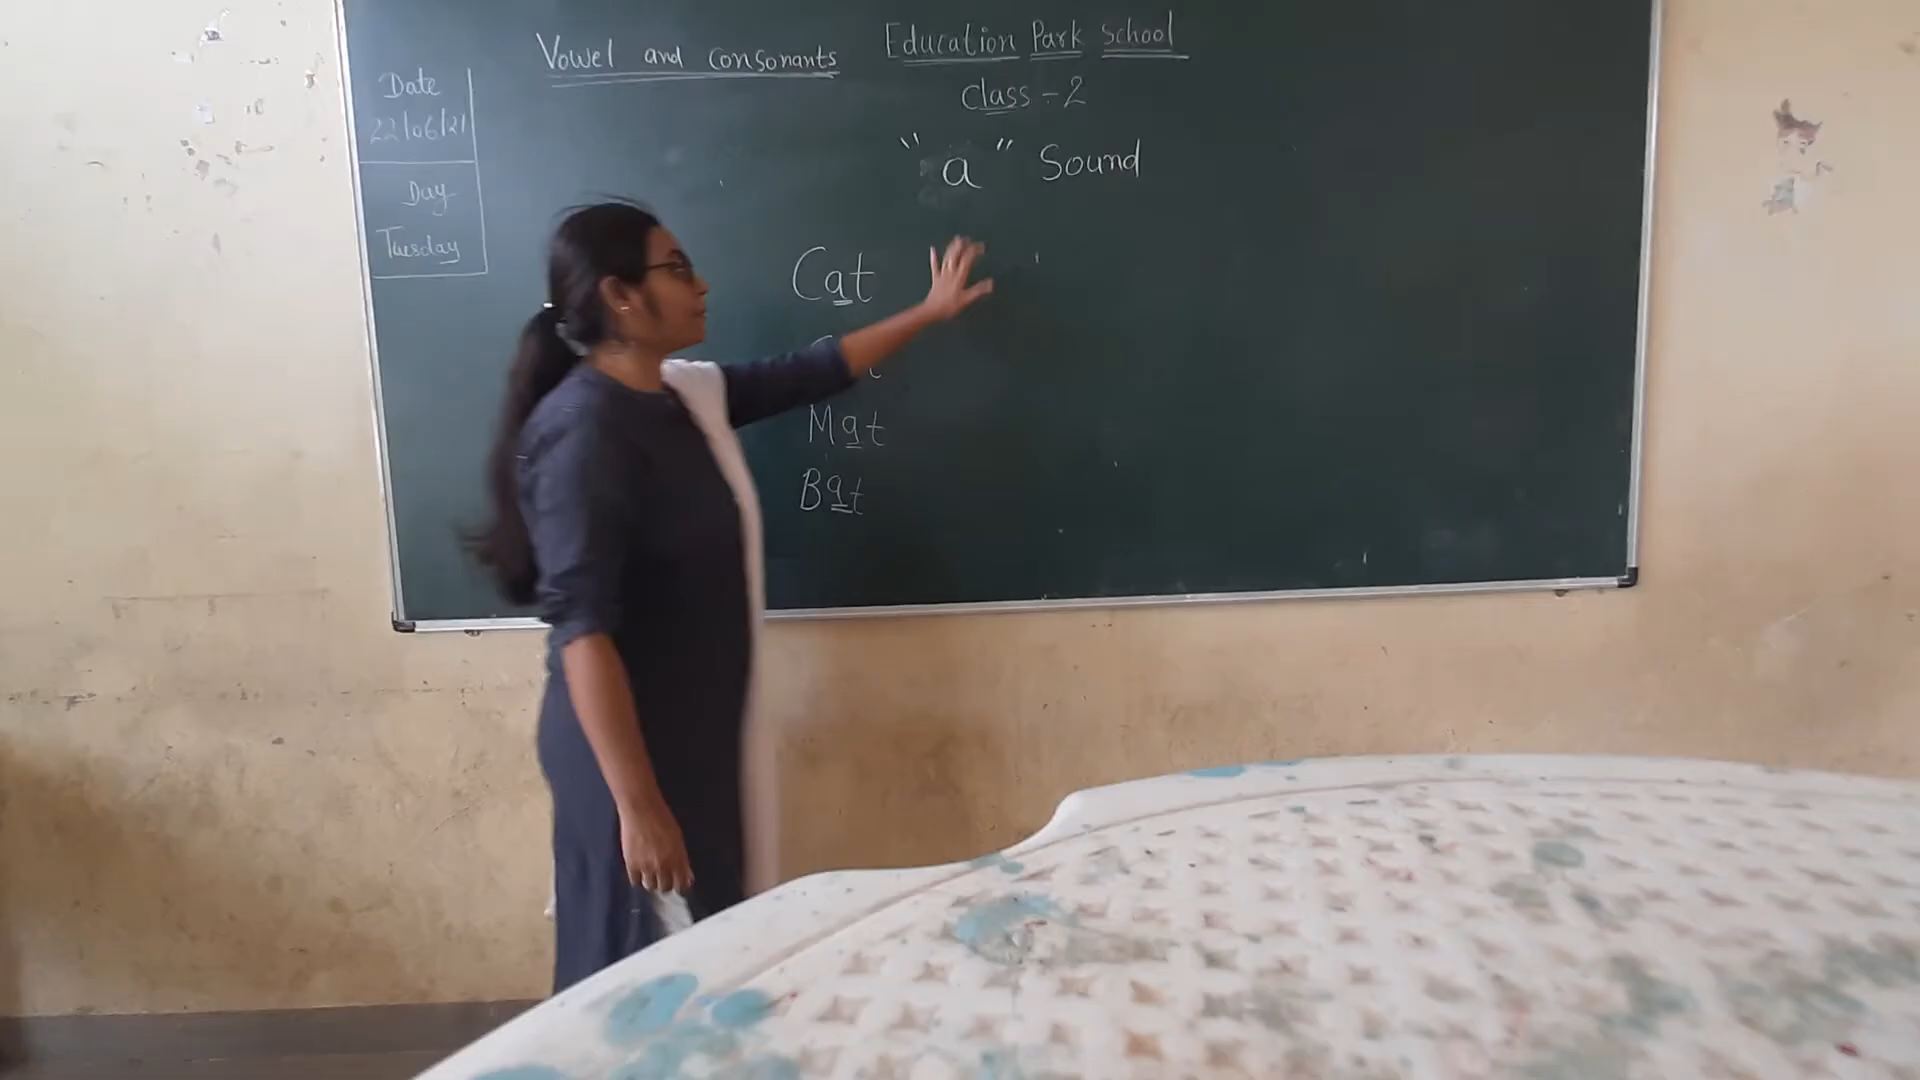 Vowel and consonants
Education Park School
Class - 2
Date
22/06/21
Day
Tuesday
"a" Sound
Cat
Mat
Bat